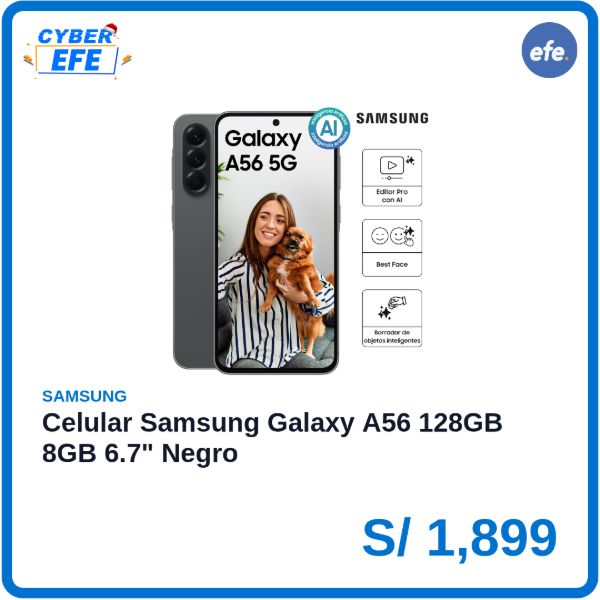 CYBER
EFE
efe.
Galaxy
A56 5G
AI
SAMSUNG
Editor Pro
con AI
Best Face
Borrador de
objetos inteligentes
SAMSUNG
Celular Samsung Galaxy A56 128GB
8GB 6.7" Negro
S/ 1,899